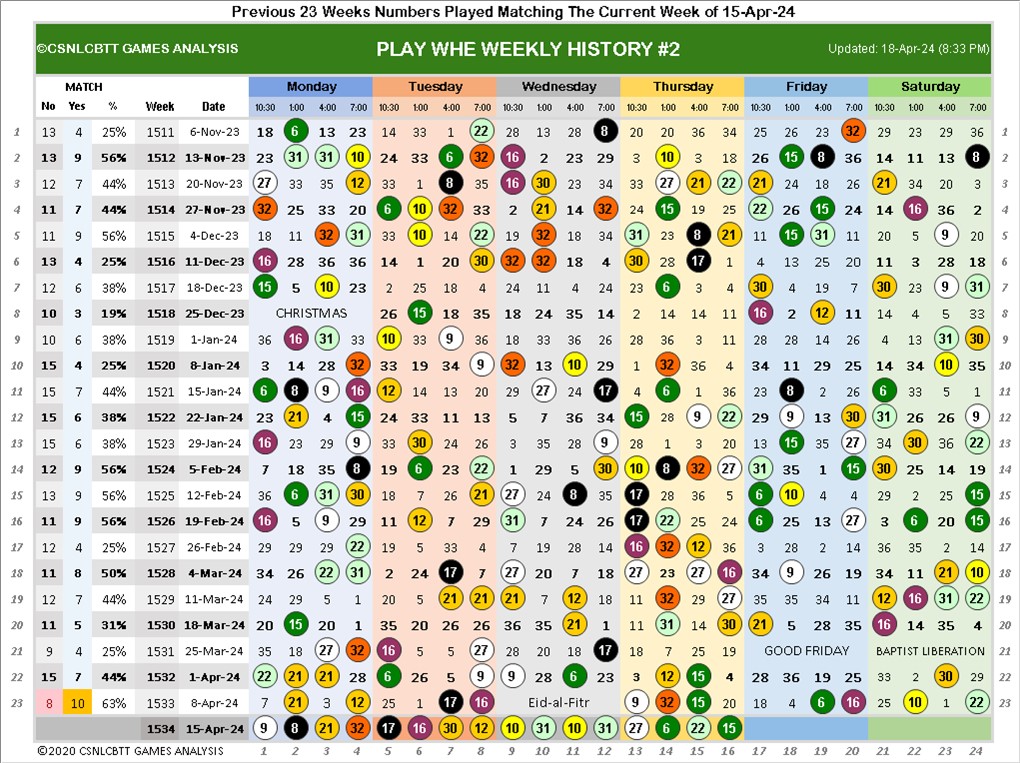 Previous 23 Weeks Numbers Played Matching The Current Week of 15-Apr-24
©CSNLCBTT GAMES ANALYSIS PLAY WHE WEEKLY HISTORY #2 Updated: 18-Apr-24 (8:33 PM)
MATCH Monday Tuesday Wednesday Thursday Friday Saturday
No Yes % Week Date 10:30 1:00 4:00 7:00 10:30 1:00 4:00 7:00 10:30 1:00 4:00 7:00 10:30 1:00 4:00 7:00 10:30 1:00 4:00 7:00 10:30 1:00 4:00 7:00
1 13 4 25% 1511 6-Nov-23 18 6 13 23 14 33 1 22 28 13 28 8 20 20 36 34 25 26 23 32 29 23 29 36 1
2 13 9 56% 1512 13-Nov-23 23 31 31 10 24 33 6 32 16 2 23 29 3 10 3 18 26 15 8 36 14 11 13 8 2
3 12 7 44% 1513 20-Nov-23 27 33 35 12 33 1 8 35 16 30 23 34 33 27 21 22 21 24 18 26 21 34 20 3 3
4 11 7 44% 1514 27-Nov-23 32 25 33 20 6 10 32 33 2 21 14 32 24 15 19 25 22 26 15 24 14 16 36 2 4
5 11 9 56% 1515 4-Dec-23 18 11 32 31 33 10 14 22 19 32 18 34 31 23 8 21 11 15 31 11 20 5 9 20 5
6 13 4 25% 1516 11-Dec-23 16 28 36 36 14 1 20 30 32 32 18 4 30 28 17 1 4 13 25 20 11 3 28 18 6
7 12 6 38% 1517 18-Dec-23 15 5 10 23 2 25 18 4 24 11 4 24 23 6 3 4 30 4 19 7 30 23 9 31 7
8 10 3 19% 1518 25-Dec-23 CHRISTMAS 26 15 18 35 18 24 35 14 2 14 14 11 16 2 12 11 14 4 5 33 8
9 10 6 38% 1519 1-Jan-24 36 16 31 33 10 33 9 36 18 33 36 26 28 36 3 11 28 28 14 26 4 13 31 30 9
10 15 4 25% 1520 8-Jan-24 3 14 28 32 33 19 34 9 32 13 10 29 1 32 4 36 34 11 29 25 14 34 10 35 10
11 15 7 44% 1521 15-Jan-24 6 8 9 16 12 14 2 13 29 27 24 17 4 6 1 36 23 8 2 11 6 33 5 1 11
12 15 6 38% 1522 22-Jan-24 23 21 4 15 24 33 11 13 5 7 36 34 15 28 9 22 29 9 13 30 31 26 26 9 12
13 15 6 38% 1523 29-Jan-24 16 23 29 9 33 30 24 26 3 35 28 9 28 1 3 20 13 15 35 27 34 30 36 22 13
14 12 9 56% 1524 5-Feb-24 7 18 35 8 19 6 23 22 1 29 5 30 10 8 32 27 31 35 1 15 30 25 14 19 14
15 13 9 56% 1525 12-Feb-24 36 6 31 30 18 7 26 21 27 24 8 35 17 28 36 5 6 10 4 4 29 2 25 15 15
16 11 9 56% 1526 19-Feb-24 16 5 9 29 11 12 7 29 31 7 24 26 17 22 25 24 6 25 13 27 3 6 20 15 16
17 12 4 25% 1527 26-Feb-24 29 29 29 22 19 5 33 4 7 19 28 14 16 32 12 36 3 28 2 14 36 35 2 14 17
18 11 8 50% 1528 4-Mar-24 34 26 22 31 2 24 17 7 27 20 7 18 27 23 27 16 34 9 26 19 34 11 21 10 18
19 12 7 44% 1529 11-Mar-24 24 29 5 1 20 5 21 21 21 7 12 18 11 32 29 27 35 35 34 11 12 16 31 22 19
20 11 5 31% 1530 18-Mar-24 20 15 20 1 35 20 26 26 36 35 21 1 11 31 14 30 21 5 28 35 16 14 35 4 20
21 9 4 25% 1531 25-Mar-24 35 18 27 32 16 5 5 27 28 20 18 17 18 7 25 19 GOOD FRIDAY BAPTIST LIBERATION 21
22 15 7 44% 1532 1-Apr-24 22 21 21 28 6 26 5 9 9 28 6 23 3 12 15 4 28 36 19 25 33 2 30 29 22
23 8 10 63% 1533 8-Apr-24 7 21 3 12 25 1 17 16 Eid-al-Fitr 9 32 15 20 18 4 6 16 25 10 1 22 23
1534 15-Apr-24 9 8 21 32 17 16 30 12 10 31 10 31 27 6 22 15
©2020 CSNLCBTT GAMES ANALYSIS 1 2 3 4 5 6 7 8 9 10 11 12 13 14 15 16 17 18 19 20 21 22 23 24